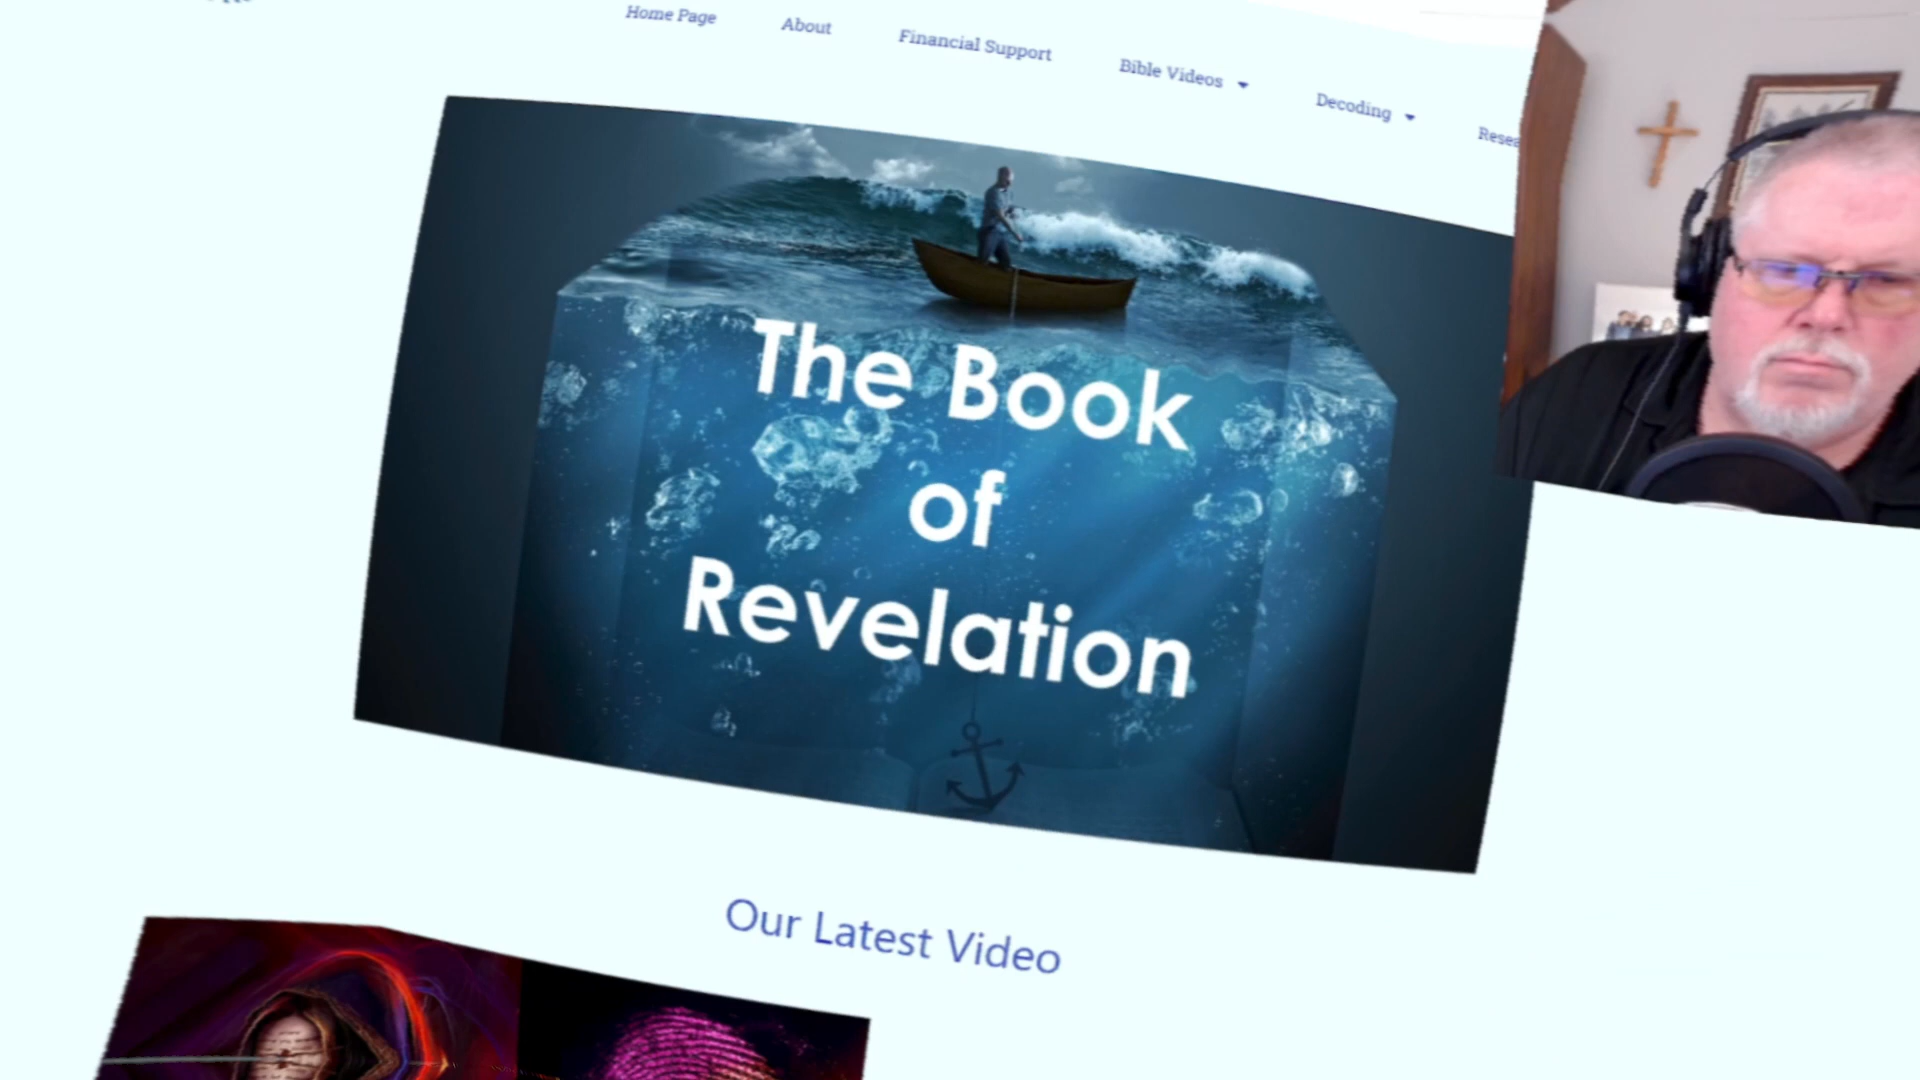 Home Page
About
Financial Support
Bible Videos
Decoding
The Book
of
Revelation
Our Latest Video